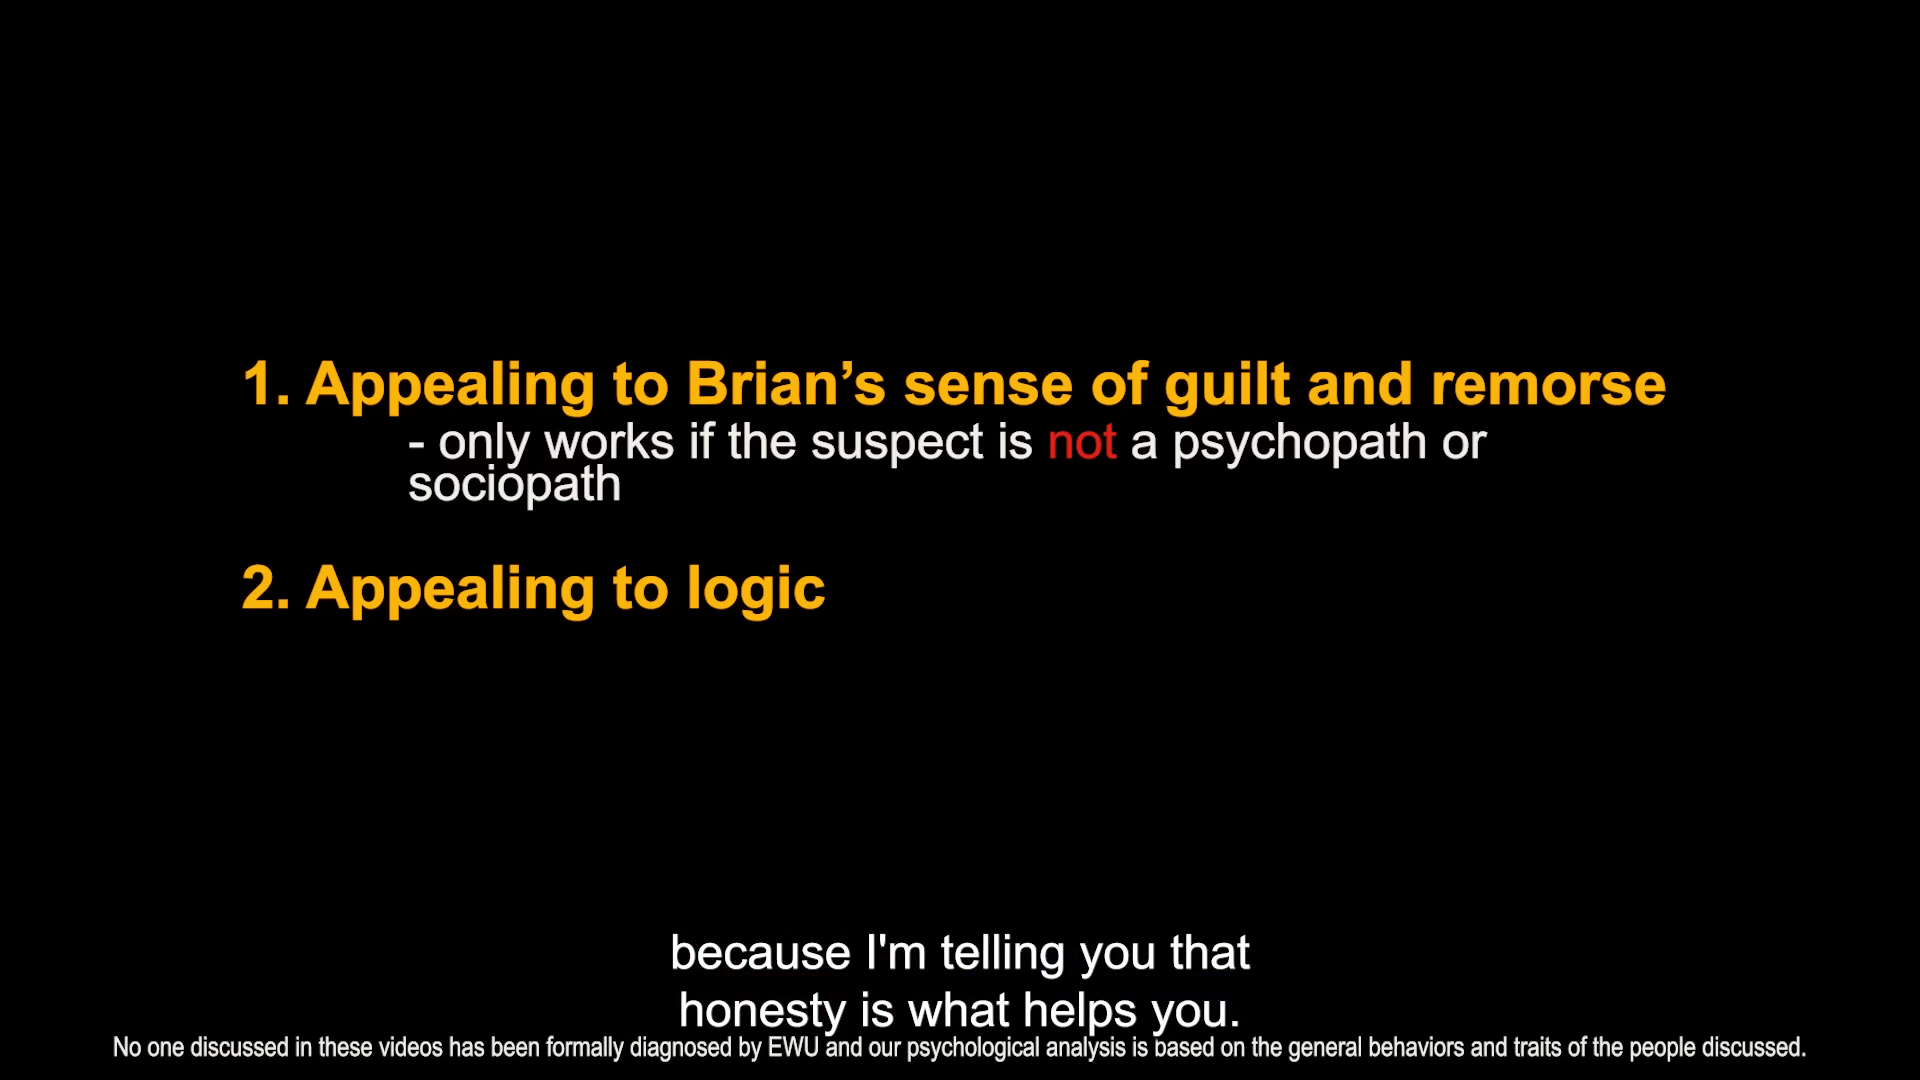 1. Appealing to Brian’s sense of guilt and remorse
- only works if the suspect is not a psychopath or
sociopath
2. Appealing to logic
because I'm telling you that
honesty is what helps you.
No one discussed in these videos has been formally diagnosed by EWU and our psychological analysis is based on the general behaviors and traits of the people discussed.